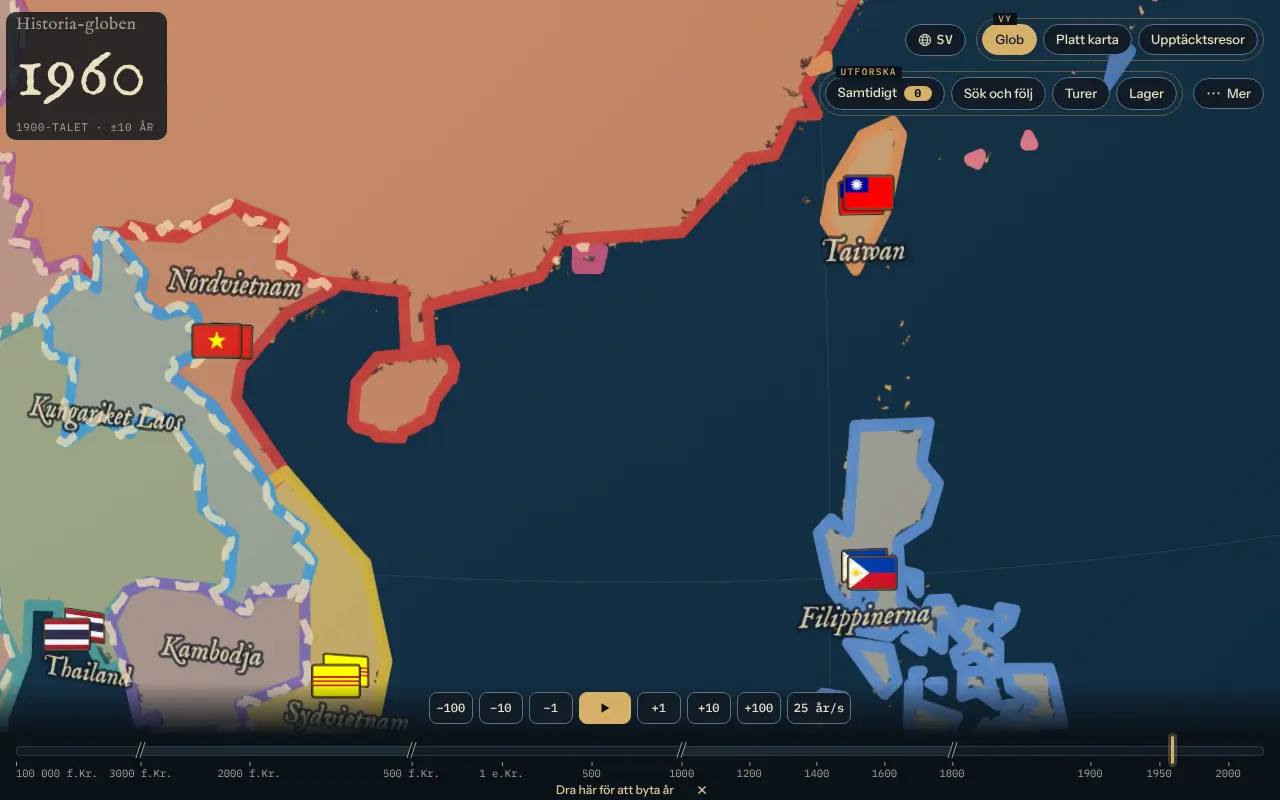 Historia-globen
1960
1900-TALET · ±10 ÅR
SV
VY
Glob
Platt karta
Upptäcktsresor
UTFORSKA
Samtidigt 0
Sök och följ
Turer
Lager
··· Mer
Taiwan
Nordvietnam
Kungariket Laos
Filippinerna
Kambodja
Thailand
Sydvietnam
−100
−10
−1
+1
+10
+100
25 år/s
100 000 f.Kr.
3000 f.Kr.
2000 f.Kr.
500 f.Kr.
1 e.Kr.
500
1000
1200
1400
1600
1800
1900
1950
2000
Dra här för att byta år ✕